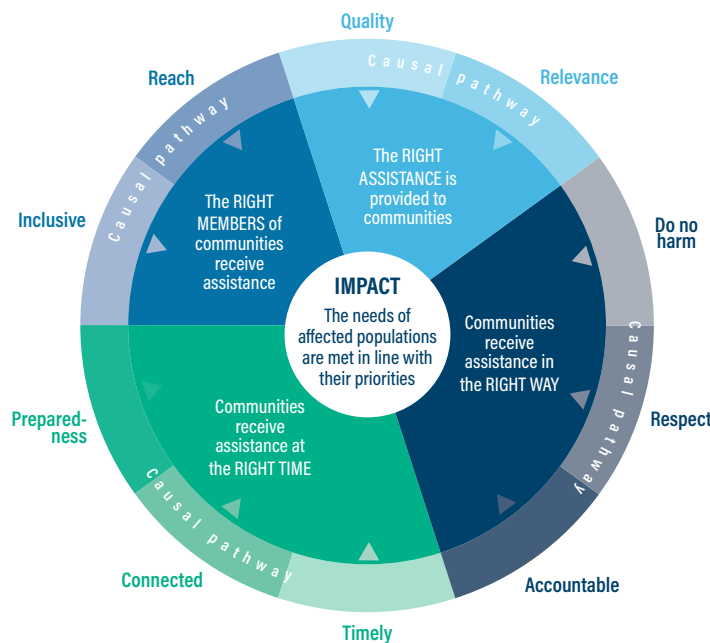 Quality
Causal pathway
Relevance
Reach
Causal pathway
Inclusive
The RIGHT
ASSISTANCE is
provided to
communities
The RIGHT
MEMBERS of
communities
receive
assistance
Do no
harm
IMPACT
The needs of
affected populations
are met in line with
their priorities
Communities
receive
assistance in
the RIGHT WAY
Causal pathway
Respect
Communities
receive
assistance at
the RIGHT TIME
Prepared-
ness
Causal pathway
Connected
Accountable
Timely